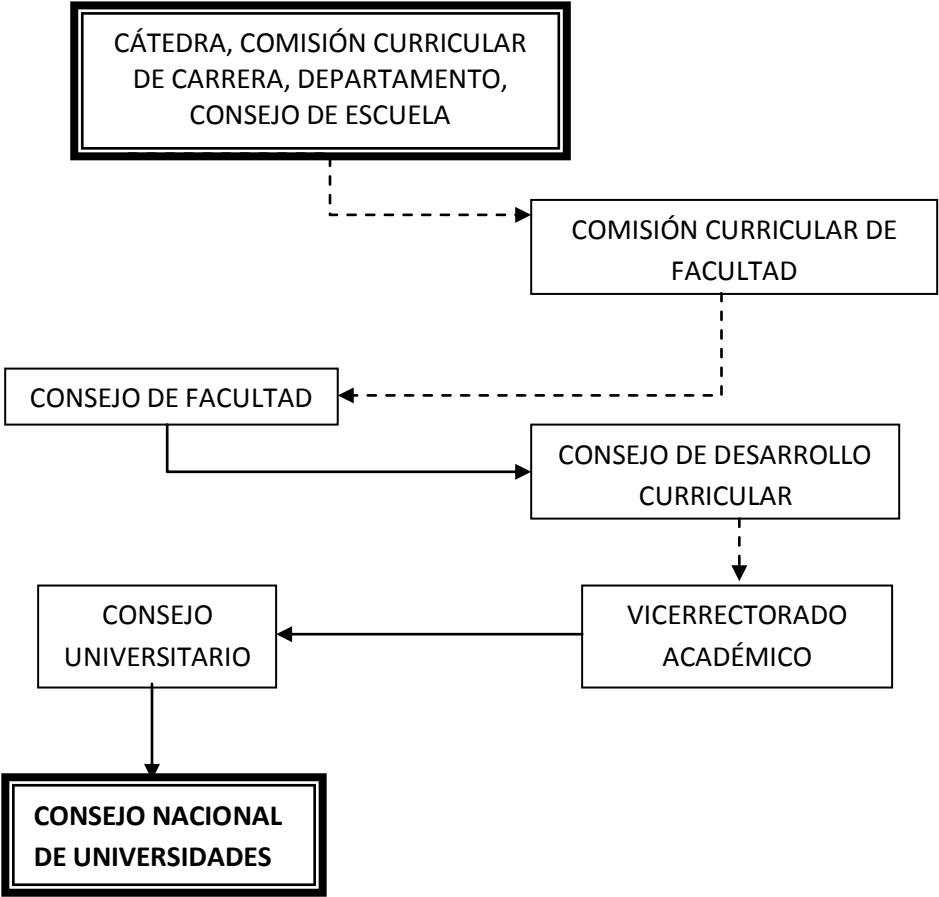 CÁTEDRA, COMISIÓN CURRICULAR
DE CARRERA, DEPARTAMENTO,
CONSEJO DE ESCUELA
COMISIÓN CURRICULAR DE
FACULTAD
CONSEJO DE FACULTAD
CONSEJO DE DESARROLLO
CURRICULAR
VICERRECTORADO
ACADÉMICO
CONSEJO
UNIVERSITARIO
CONSEJO NACIONAL
DE UNIVERSIDADES